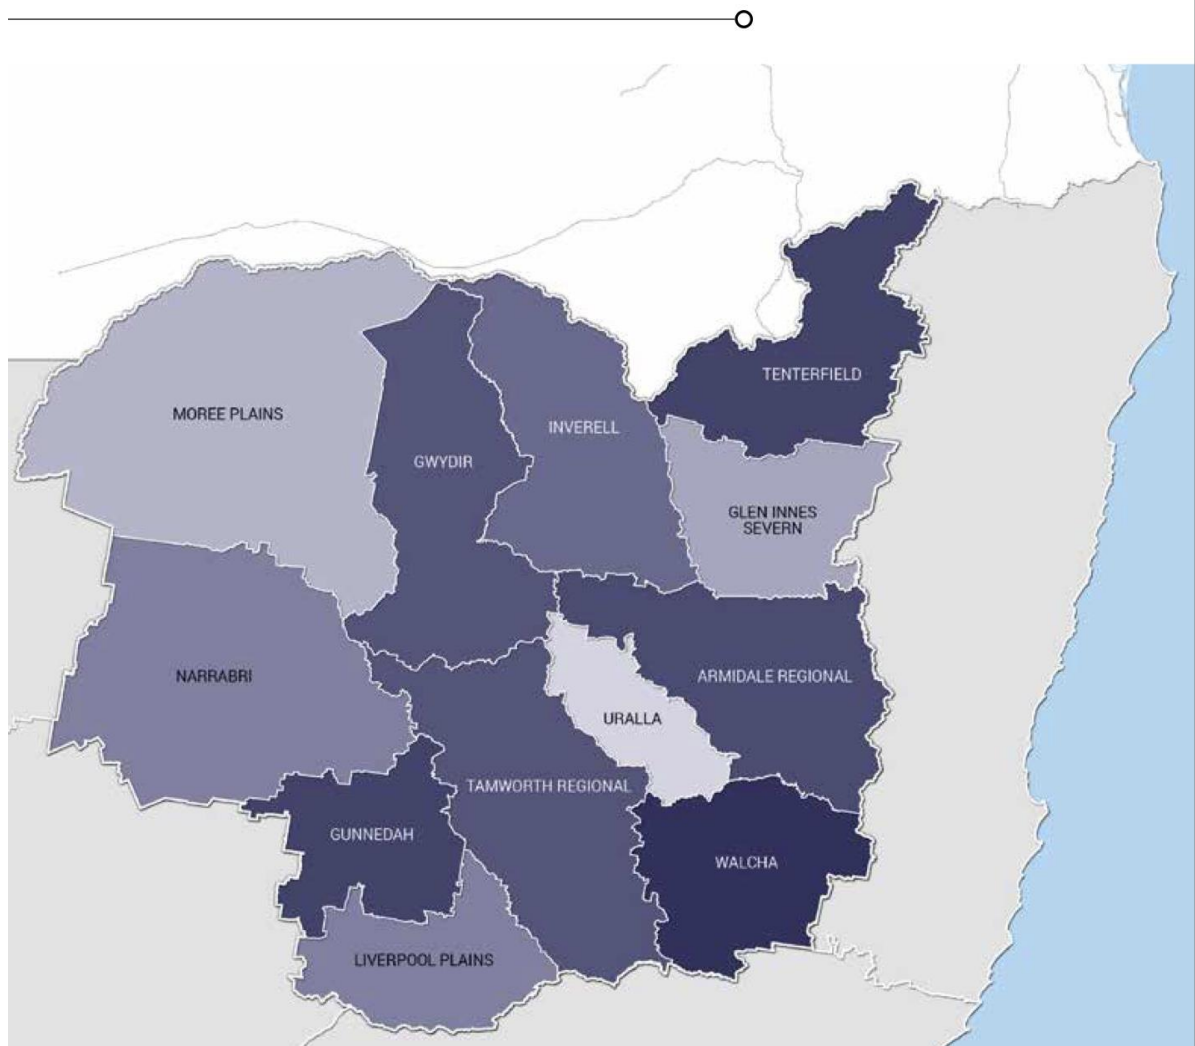 TENTERFIELD
MOREE PLAINS
INVERELL
GWYDIR
GLEN INNES
SEVERN
NARRABRI
ARMIDALE REGIONAL
URALLA
TAMWORTH REGIONAL
GUNNEDAH
WALCHA
LIVERPOOL PLAINS